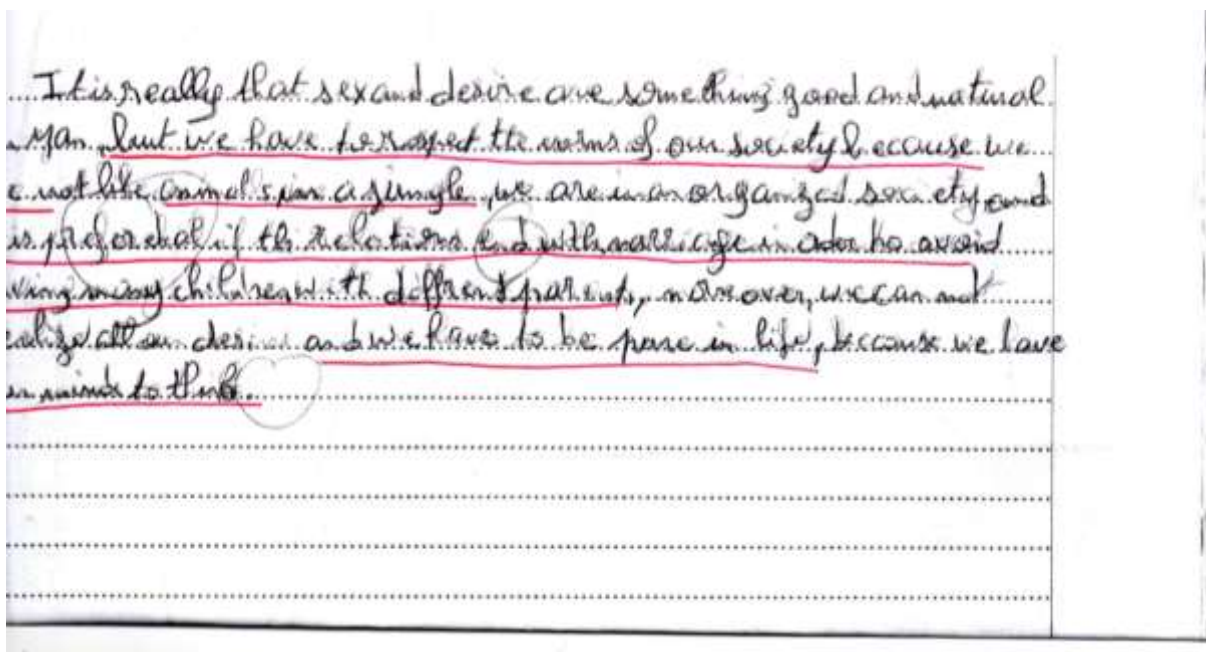 It is really that sex and desire are something good and natural
Man, but we have to respect the norms of our society because we
not like animals in a jungle, we are in an organized society and
is preferebal if the relations end with marriage in order to avoid
ving many children with diffrent parents, moreover, we can not
all our desires and we have to be pure in life, because we have
minds to think.